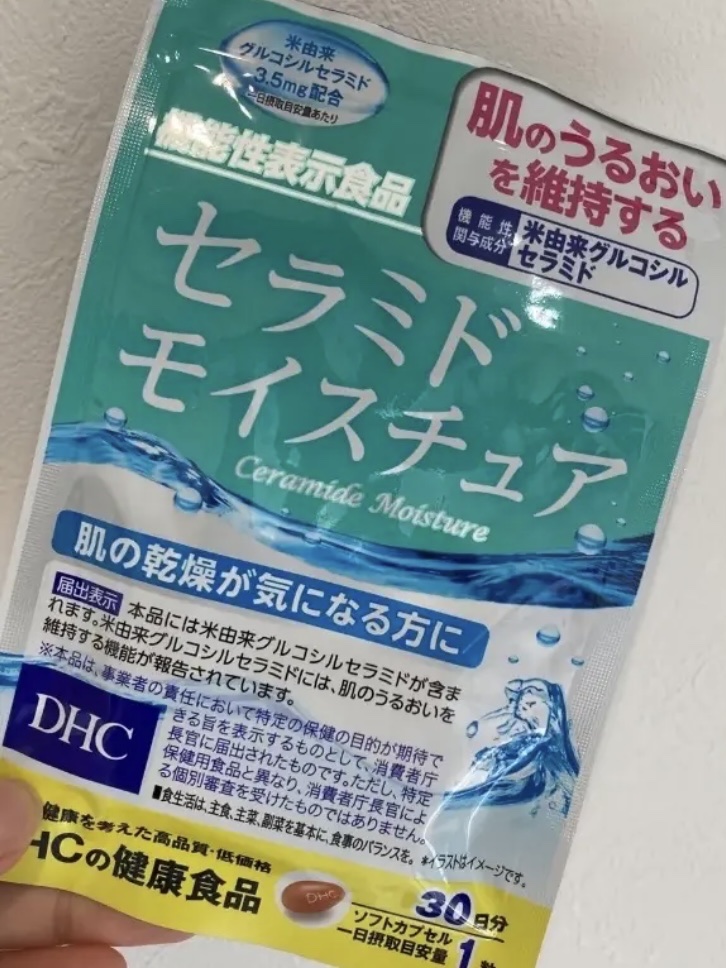 米由来
グルコシルセラミド
3.5mg配合
一日摂取目安量あたり
機能性表示食品
肌のうるおい
を維持する
機能性
関与成分
米由来グルコシル
セラミド
セラミド
モイスチュア
Ceramide Moisture
肌の乾燥が気になる方に
届出表示 本品には米由来グルコシルセラミドが含ま
れます。米由来グルコシルセラミドには、肌のうるおいを
維持する機能が報告されています。
※本品は、事業者の責任において特定の保健の目的が期待で
きる旨を表示するものとして、消費者庁
長官に届出されたものです。ただし、特定
保健用食品と異なり、消費者庁長官によ
る個別審査を受けたものではありません。
■食生活は、主食、主菜、副菜を基本に、食事のバランスを。
※イラストはイメージです。
DHC
健康を考えた高品質・低価格
HCの健康食品
DHC
30日分
ソフトカプセル
一日摂取目安量 1粒